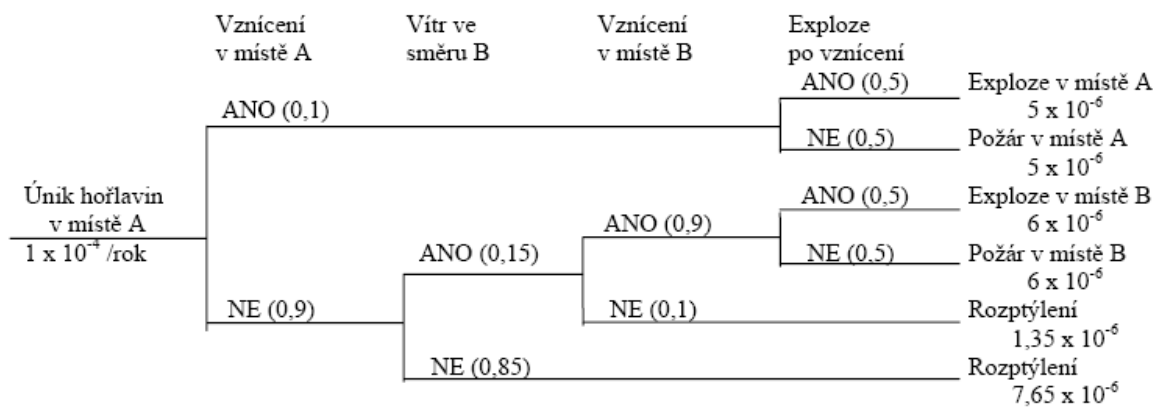 Vznícení
v místě A
Vítr ve
směru B
Vznícení
v místě B
Exploze
po vznícení
ANO (0,5)
Exploze v místě A
5 x 10⁻⁶
ANO (0,1)
NE (0,5)
Požár v místě A
5 x 10⁻⁶
Únik hořlavin
v místě A
1 x 10⁻⁴ /rok
ANO (0,5)
Exploze v místě B
6 x 10⁻⁶
ANO (0,9)
ANO (0,15)
NE (0,5)
Požár v místě B
6 x 10⁻⁶
NE (0,9)
NE (0,1)
Rozptýlení
1,35 x 10⁻⁶
NE (0,85)
Rozptýlení
7,65 x 10⁻⁶